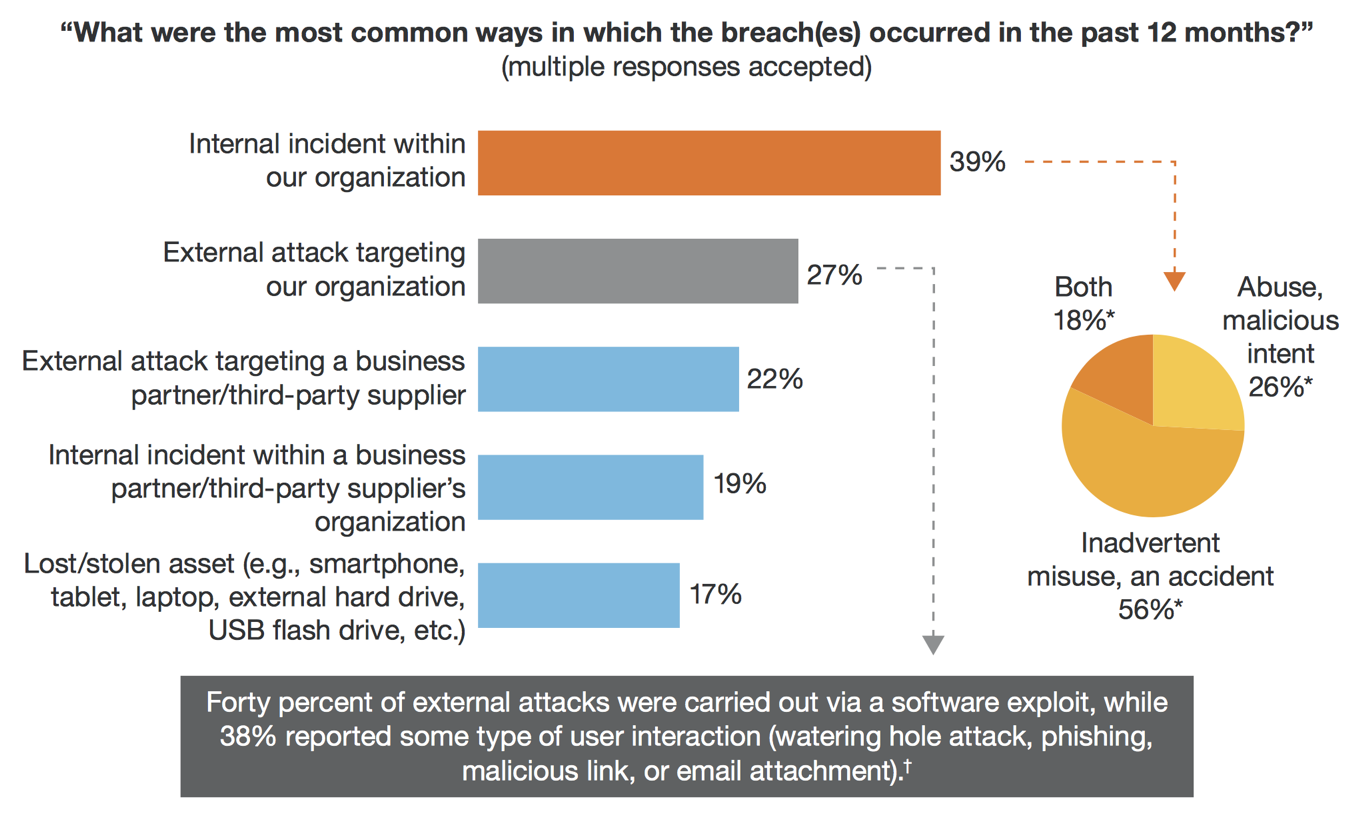 “What were the most common ways in which the breach(es) occurred in the past 12 months?”
(multiple responses accepted)
Internal incident within
our organization
39%
External attack targeting
our organization
27%
External attack targeting a business
partner/third-party supplier
22%
Internal incident within a business
partner/third-party supplier’s
organization
19%
Lost/stolen asset (e.g., smartphone,
tablet, laptop, external hard drive,
USB flash drive, etc.)
17%
Both
18%*
Abuse,
malicious
intent
26%*
Inadvertent
misuse, an accident
56%*
Forty percent of external attacks were carried out via a software exploit, while
38% reported some type of user interaction (watering hole attack, phishing,
malicious link, or email attachment).†